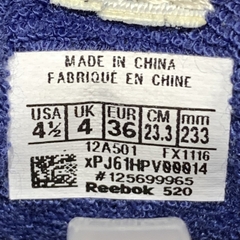 MADE IN CHINA
FABRIQUÉ EN CHINE
USA UK EUR CM mm
4½ 4 36 23.3 233
12A501 FX1116
xPJ61HPV00014
#125699965
Reebok 520